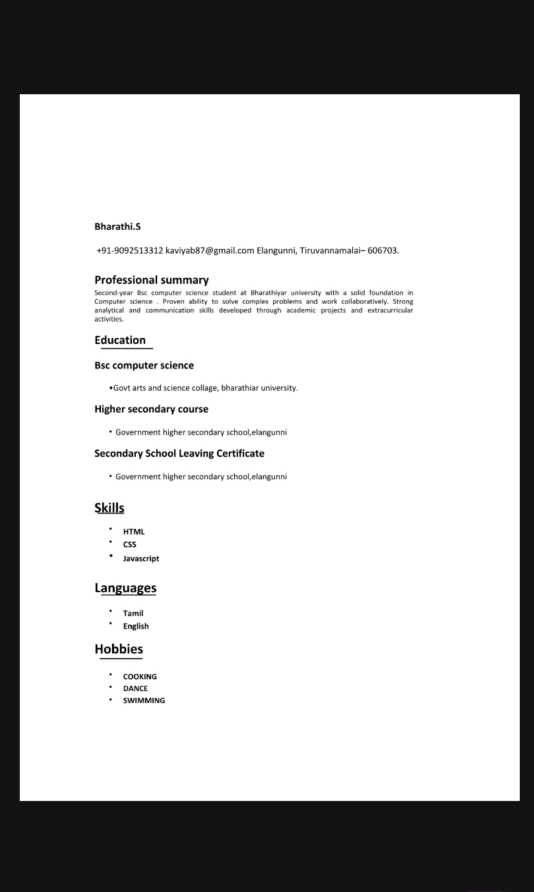 Bharathi.S
+91-9092513312 kaviyab87@gmail.com Elangunni, Tiruvannamalai– 606703.
Professional summary
Second-year Bsc computer science student at Bharathiyar university with a solid foundation in
Computer science . Proven ability to solve complex problems and work collaboratively. Strong
analytical and communication skills developed through academic projects and extracurricular
activities.
Education
Bsc computer science
•Govt arts and science collage, bharathiar university.
Higher secondary course
• Government higher secondary school,elangunni
Secondary School Leaving Certificate
• Government higher secondary school,elangunni
Skills
• HTML
• CSS
• Javascript
Languages
• Tamil
• English
Hobbies
• COOKING
• DANCE
• SWIMMING